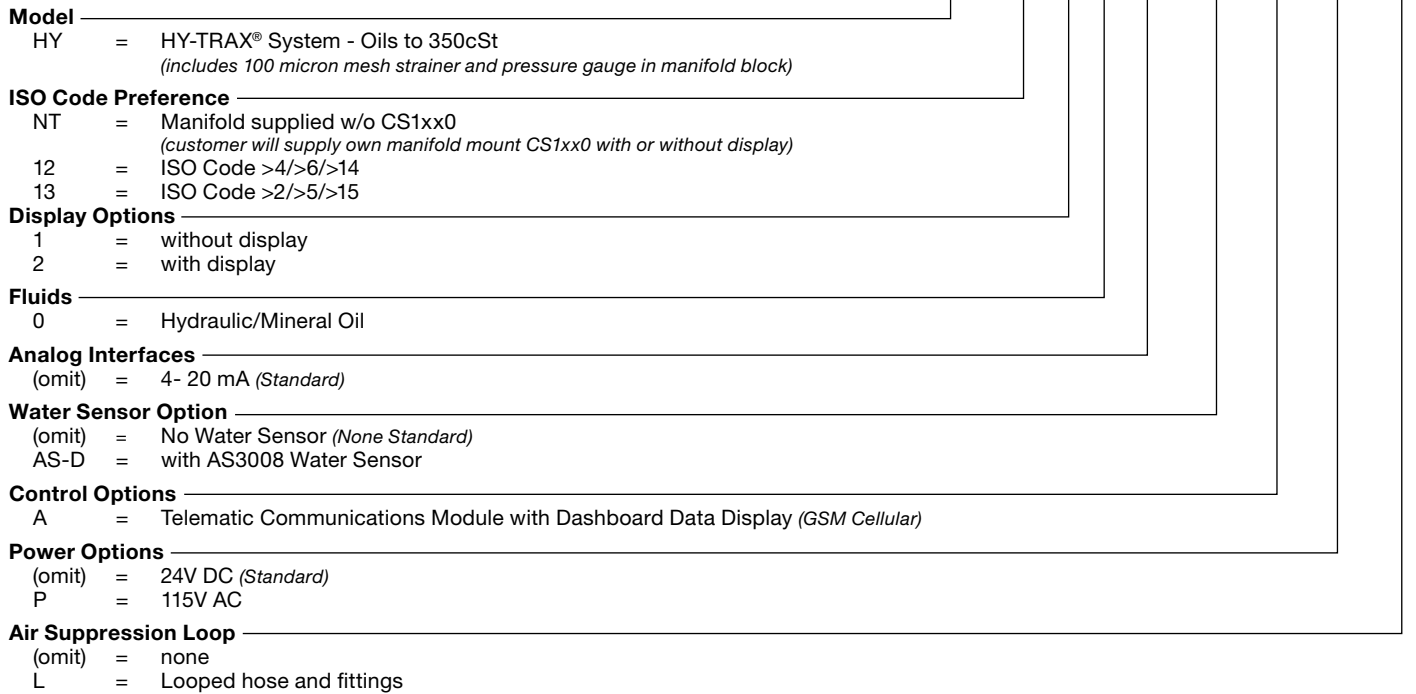 Model
HY = HY-TRAX® System - Oils to 350cSt
(includes 100 micron mesh strainer and pressure gauge in manifold block)
ISO Code Preference
NT = Manifold supplied w/o CS1xx0
(customer will supply own manifold mount CS1xx0 with or without display)
12 = ISO Code >4/>6/>14
13 = ISO Code >2/>5/>15
Display Options
1 = without display
2 = with display
Fluids
0 = Hydraulic/Mineral Oil
Analog Interfaces
(omit) = 4- 20 mA (Standard)
Water Sensor Option
(omit) = No Water Sensor (None Standard)
AS-D = with AS3008 Water Sensor
Control Options
A = Telematic Communications Module with Dashboard Data Display (GSM Cellular)
Power Options
(omit) = 24V DC (Standard)
P = 115V AC
Air Suppression Loop
(omit) = none
L = Looped hose and fittings